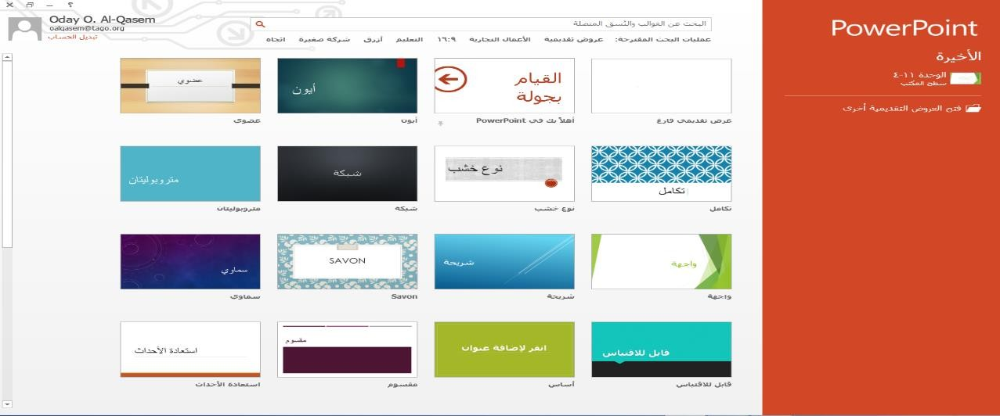 PowerPoint
الأخيرة
الوحدة ١١-٤
سطح المكتب
فتح العروض التقديمية أخرى
؟
Oday O. Al-Qasem
oalqasem@tago.org
تبديل الحساب
البحث عن القوالب والنُسق المتصلة
عمليات البحث المقترحة: عروض تقديمية الأعمال التجارية ١٦:٩ التعليم أزرق شركة صغيرة اتجاه
القيام
بجولة
أيون
عضوي
عرض تقديمي فارغ
أهلاً بك في PowerPoint
أيون
عضوي
تكامل
نوع خشب
شبكة
متروبوليتان
تكامل
نوع خشب
شبكة
متروبوليتان
واجهة
شريحة
SAVON
سماوي
واجهة
شريحة
Savon
سماوي
قابل للاقتباس
انقر لإضافة عنوان
مقسوم
استعادة الأحداث
قابل للاقتباس
أساس
مقسوم
استعادة الأحداث